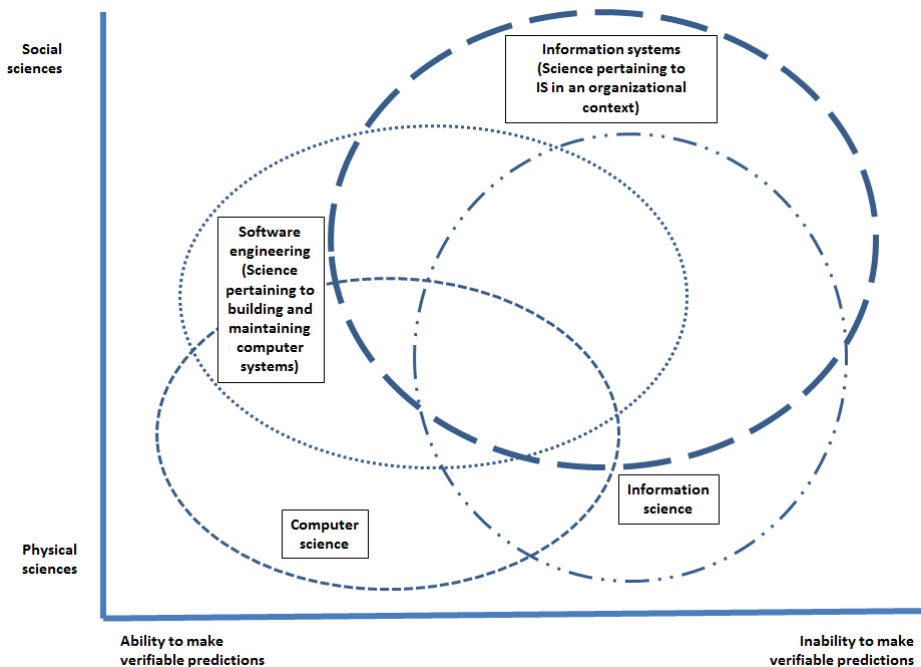 Social
sciences
Information systems
(Science pertaining to
IS in an organizational
context)
Software
engineering
(Science
pertaining to
building and
maintaining
computer
systems)
Information
science
Computer
science
Physical
sciences
Ability to make
verifiable predictions
Inability to make
verifiable predictions